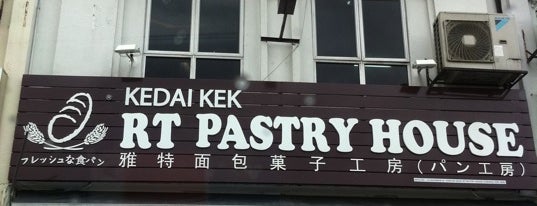 KEDAI KEK
RT PASTRY HOUSE
雅特面包菓子工房(パン工房)
フレッシュな食パン
®
DAIKIN